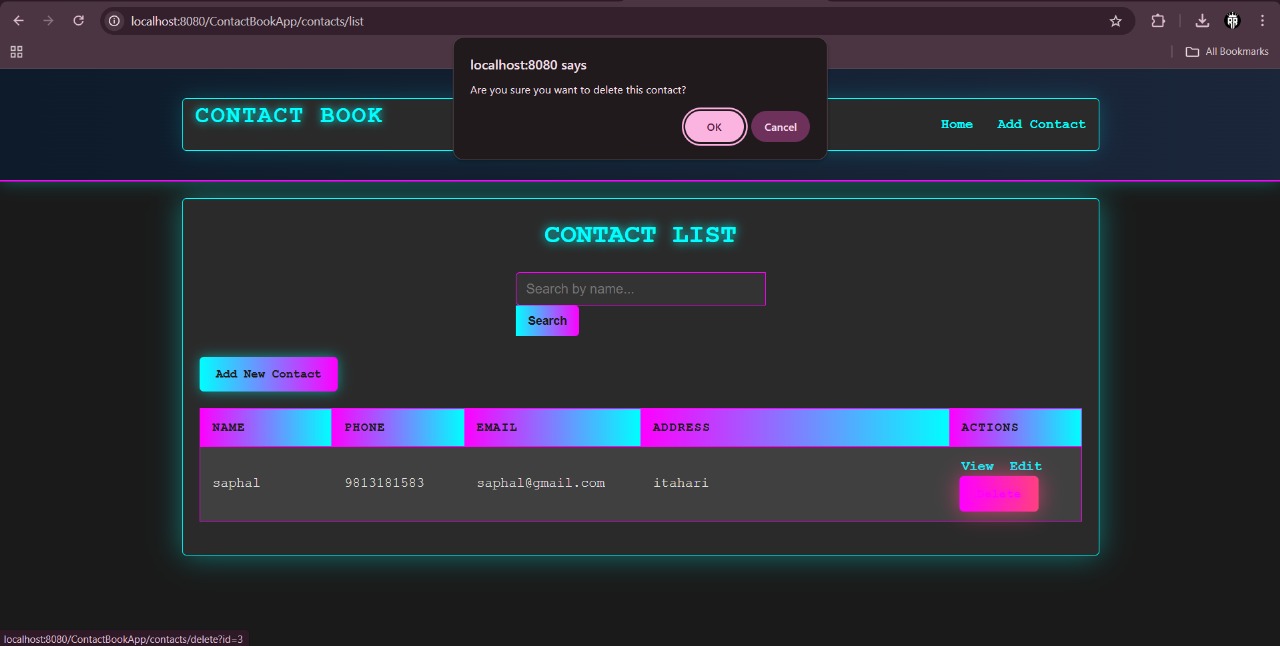 localhost:8080/ContactBookApp/contacts/list
All Bookmarks
localhost:8080 says
Are you sure you want to delete this contact?
OK Cancel
CONTACT BOOK
Home Add Contact
CONTACT LIST
Search by name...
Search
Add New Contact
NAME PHONE EMAIL ADDRESS ACTIONS
View Edit
saphal 9813181583 saphal@gmail.com itahari
Delete
localhost:8080/ContactBookApp/contacts/delete?id=3